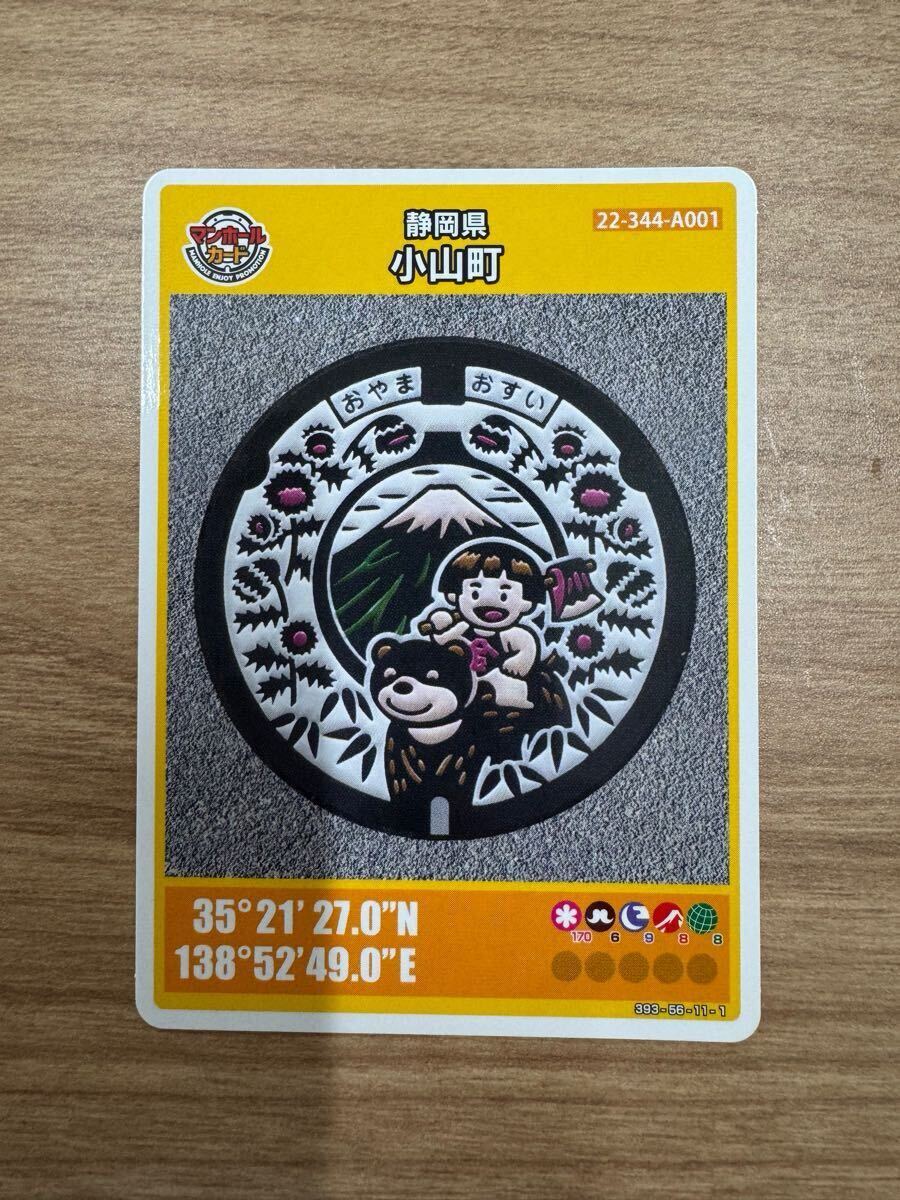 マンホール
カード
MANHOLE ENJOY PROMOTION
静岡県
小山町
22-344-A001
おやま おすい
35°21'27.0"N
138°52'49.0"E
170 6 9 8 8
393-56-11-1